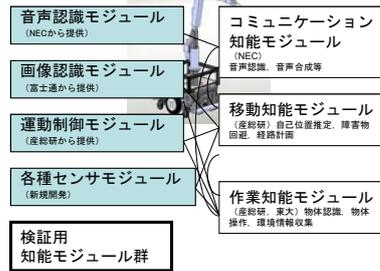 音声認識モジュール
（NECから提供）
画像認識モジュール
（富士通から提供）
運動制御モジュール
（産総研から提供）
各種センサモジュール
（新規開発）
検証用
知能モジュール群
コミュニケーション
知能モジュール
（NEC）
音声認識，音声合成等
移動知能モジュール
（産総研）自己位置推定，障害物
回避，経路計画
作業知能モジュール
（産総研，東大）物体認識，物体
操作，環境情報収集